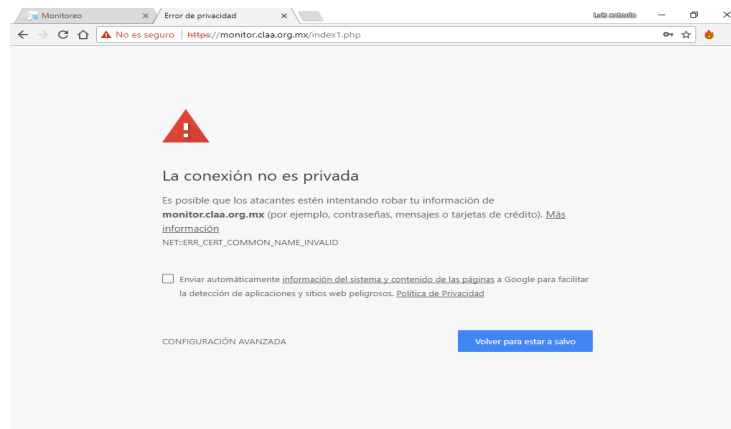 Monitoreo
Error de privacidad
Luis antonio
No es seguro | https://monitor.claa.org.mx/index1.php
La conexión no es privada
Es posible que los atacantes estén intentando robar tu información de
monitor.claa.org.mx (por ejemplo, contraseñas, mensajes o tarjetas de crédito). Más
información
NET::ERR_CERT_COMMON_NAME_INVALID
Enviar automáticamente información del sistema y contenido de las páginas a Google para facilitar
la detección de aplicaciones y sitios web peligrosos. Política de Privacidad
CONFIGURACIÓN AVANZADA
Volver para estar a salvo